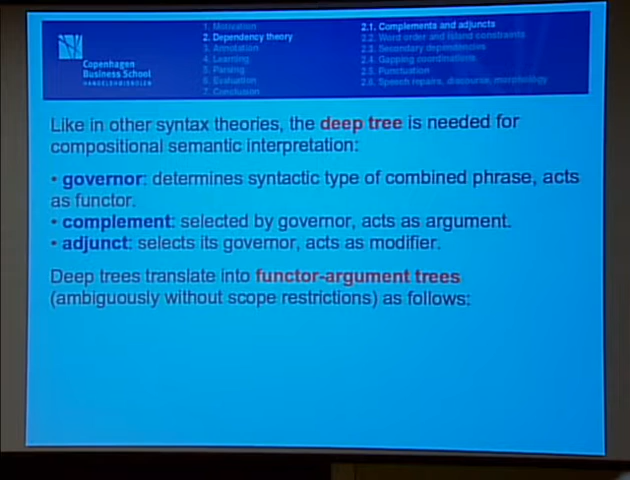 Copenhagen
Business School
HANDELSHØJSKOLEN
1. Motivation
2. Dependency theory
3. Annotation
4. Learning
5. Parsing
6. Evaluation
7. Conclusion
2.1. Complements and adjuncts
2.2. Word order and island constraints
2.3. Secondary dependencies
2.4. Gapping coordinations
2.5. Punctuation
2.6. Speech repairs, discourse, morphology
Like in other syntax theories, the deep tree is needed for
compositional semantic interpretation:
• governor: determines syntactic type of combined phrase, acts
as functor.
• complement: selected by governor, acts as argument.
• adjunct: selects its governor, acts as modifier.
Deep trees translate into functor-argument trees
(ambiguously without scope restrictions) as follows: